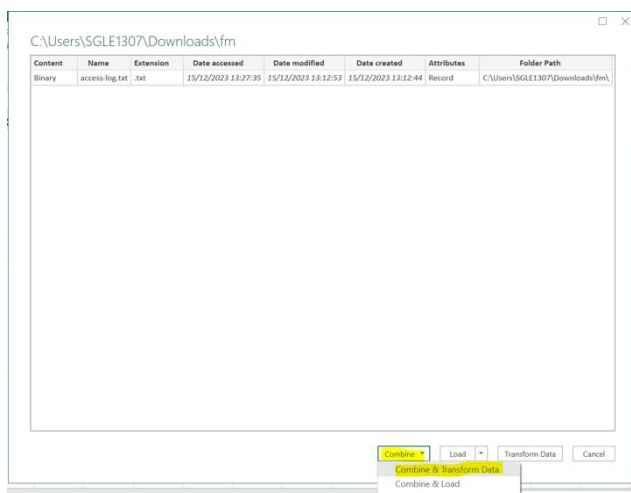 C:\Users\SGLE1307\Downloads\fm
Content Name Extension Date accessed Date modified Date created Attributes Folder Path
Binary access-log.txt .txt 15/12/2023 13:27:35 15/12/2023 13:12:53 15/12/2023 13:12:44 Record C:\Users\SGLE1307\Downloads\fm\
Combine Load Transform Data Cancel
Combine & Transform Data
Combine & Load